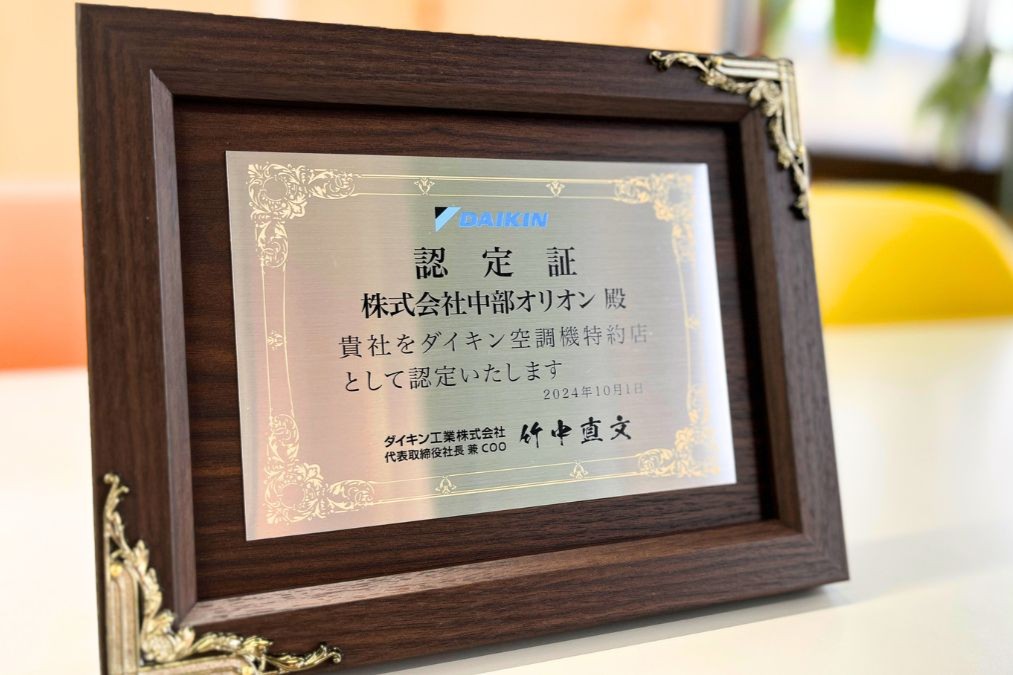 DAIKIN
認定証
株式会社中部オリオン 殿
貴社をダイキン空調機特約店
として認定いたします
2024年10月1日
ダイキン工業株式会社
代表取締役社長 兼 COO
竹中直文